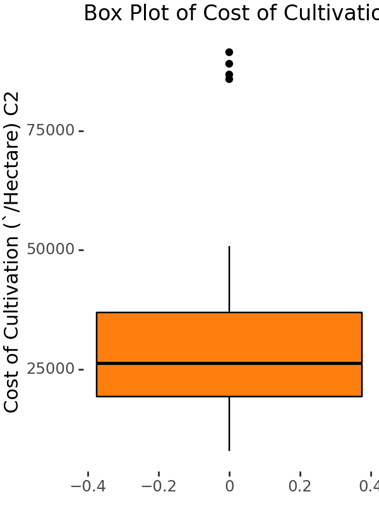 Box Plot of Cost of Cultivatio
Cost of Cultivation (`/Hectare) C2
75000
50000
25000
−0.4 −0.2 0 0.2 0.4